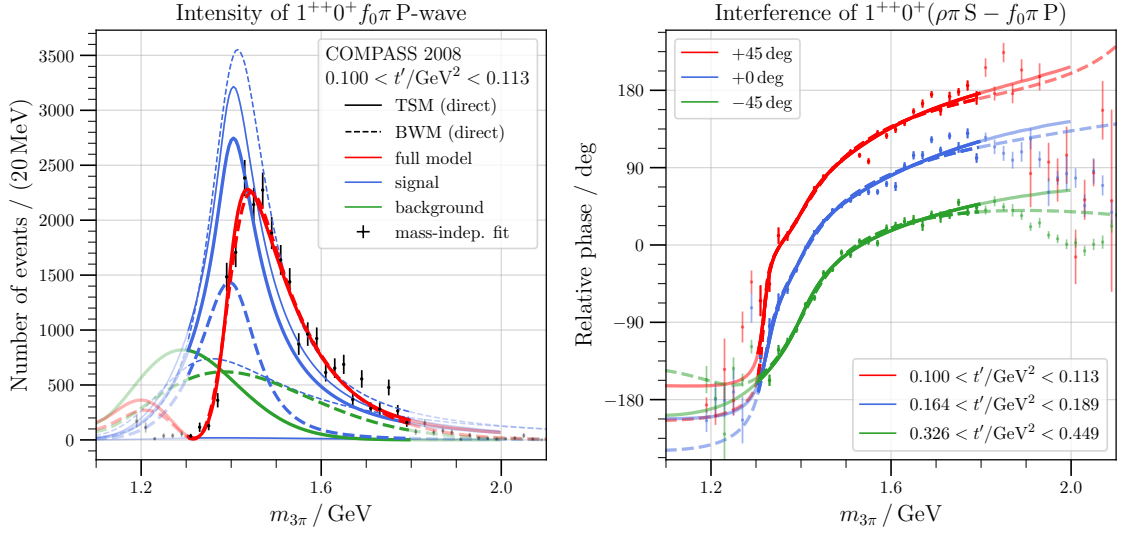 Intensity of 1⁺⁺0⁺ f₀π P-wave
Number of events / (20 MeV)
3500
3000
2500
2000
1500
1000
500
0
COMPASS 2008
0.100 < t′/GeV² < 0.113
TSM (direct)
BWM (direct)
full model
signal
background
mass-indep. fit
1.2
1.6
2.0
m₃π / GeV
Interference of 1⁺⁺0⁺(ρπ S − f₀π P)
Relative phase / deg
180
90
0
−90
−180
+45 deg
+0 deg
−45 deg
0.100 < t′/GeV² < 0.113
0.164 < t′/GeV² < 0.189
0.326 < t′/GeV² < 0.449
1.2
1.6
2.0
m₃π / GeV